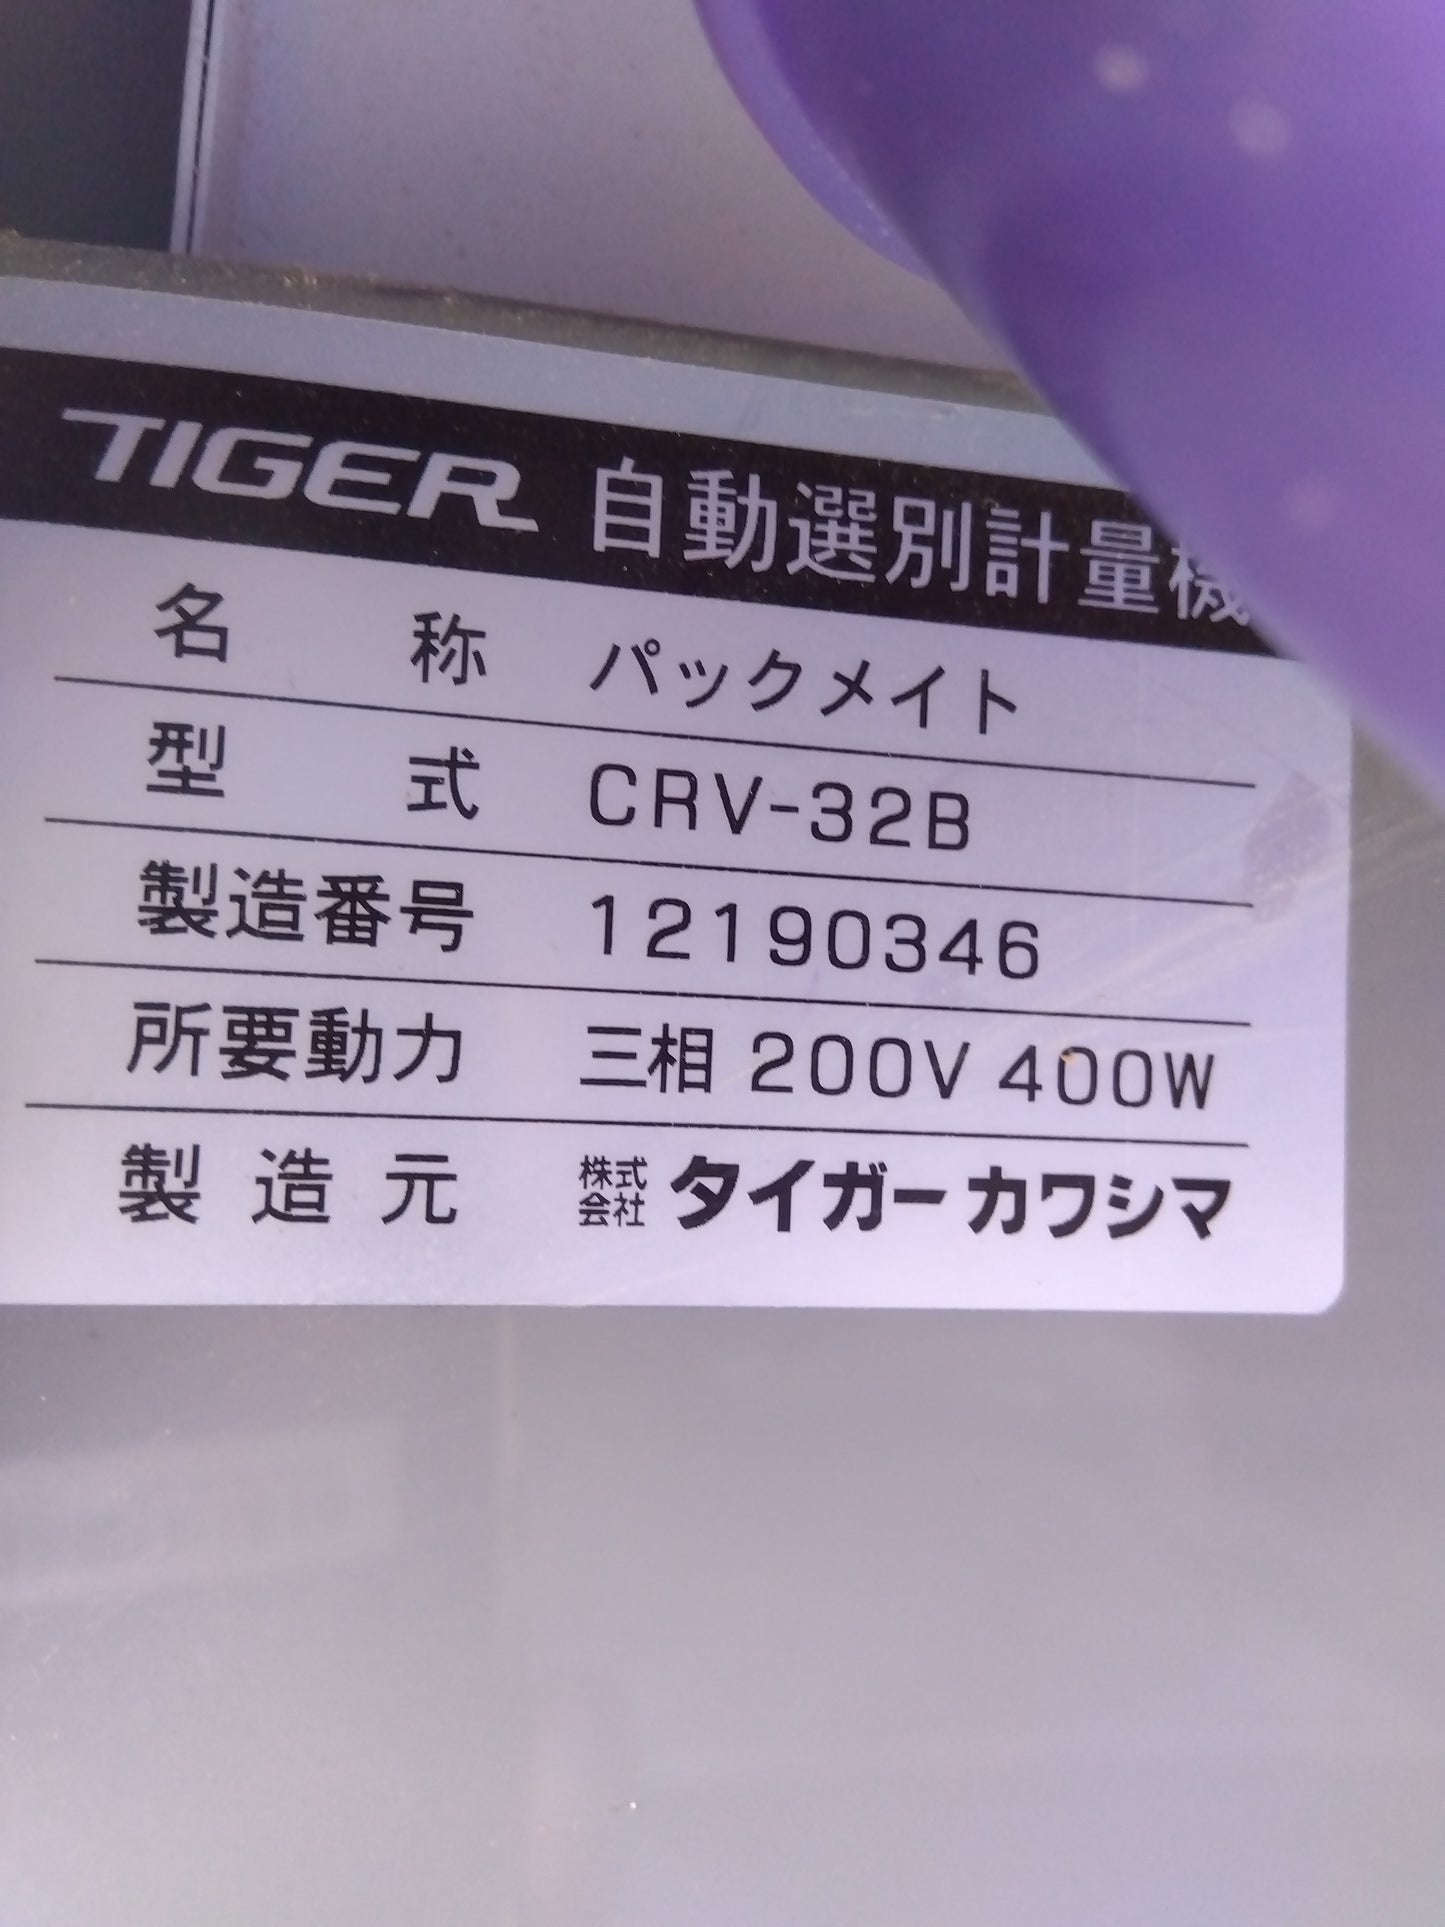 TIGER 自動選別計量機
名称 パックメイト
型式 CRV-32B
製造番号 12190346
所要動力 三相 200V 400W
製造元 株式会社 タイガーカワシマ